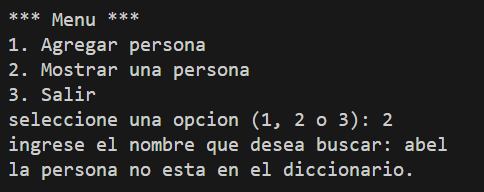 *** Menu ***
1. Agregar persona
2. Mostrar una persona
3. Salir
seleccione una opcion (1, 2 o 3): 2
ingrese el nombre que desea buscar: abel
la persona no esta en el diccionario.